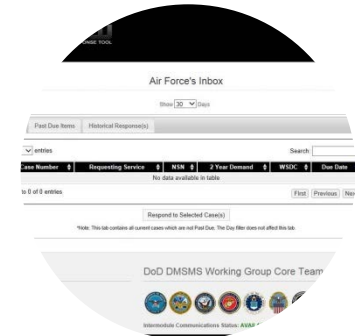 ONSE TOOL
Air Force's Inbox
Show 30 Days
Past Due Items Historical Response(s)
entries Search:
Case Number Requesting Service NSN 2 Year Demand WSDC Due Date
No data available in table
to 0 of 0 entries First Previous Nex
Respond to Selected Case(s)
*Note: This tab contains all current cases which are not Past Due. The Day filter does not affect this tab.
DoD DMSMS Working Group Core Team
Intermodule Communications Status: AVAI